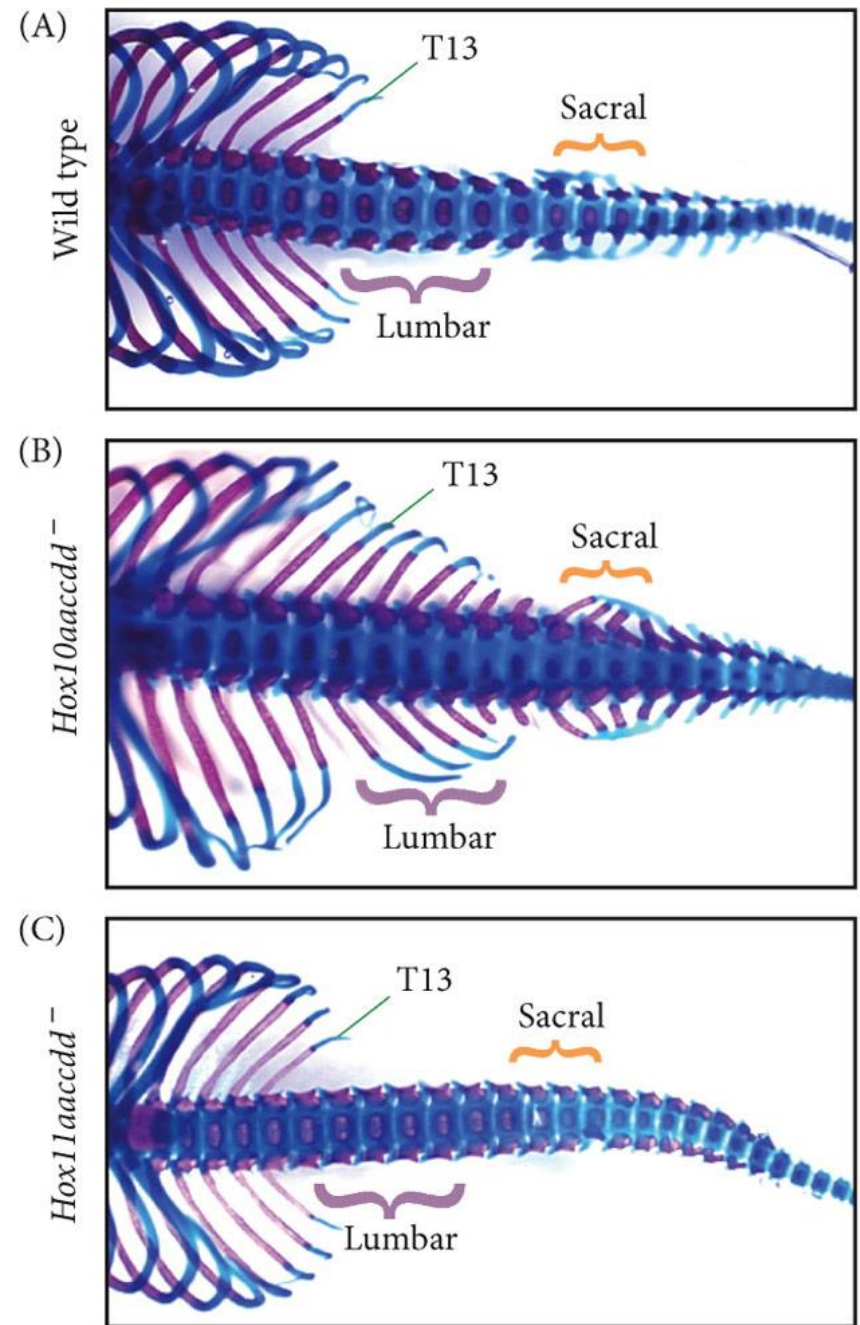 (A)
Wild type
T13
Sacral
Lumbar
(B)
Hox10aaccdd⁻
T13
Sacral
Lumbar
(C)
Hox11aaccdd⁻
T13
Sacral
Lumbar